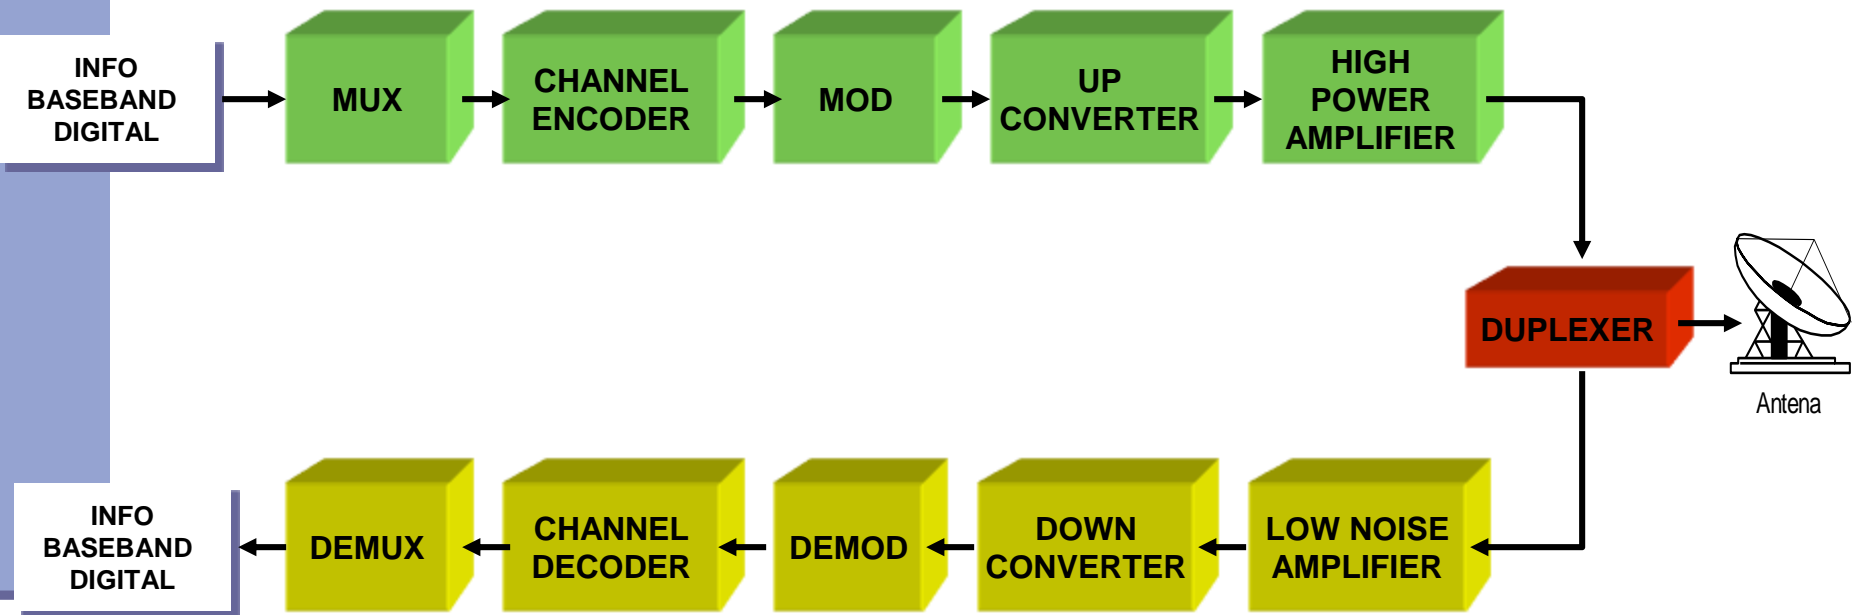 INFO
BASEBAND
DIGITAL
MUX
CHANNEL
ENCODER
MOD
UP
CONVERTER
HIGH
POWER
AMPLIFIER
DUPLEXER
Antena
INFO
BASEBAND
DIGITAL
DEMUX
CHANNEL
DECODER
DEMOD
DOWN
CONVERTER
LOW NOISE
AMPLIFIER